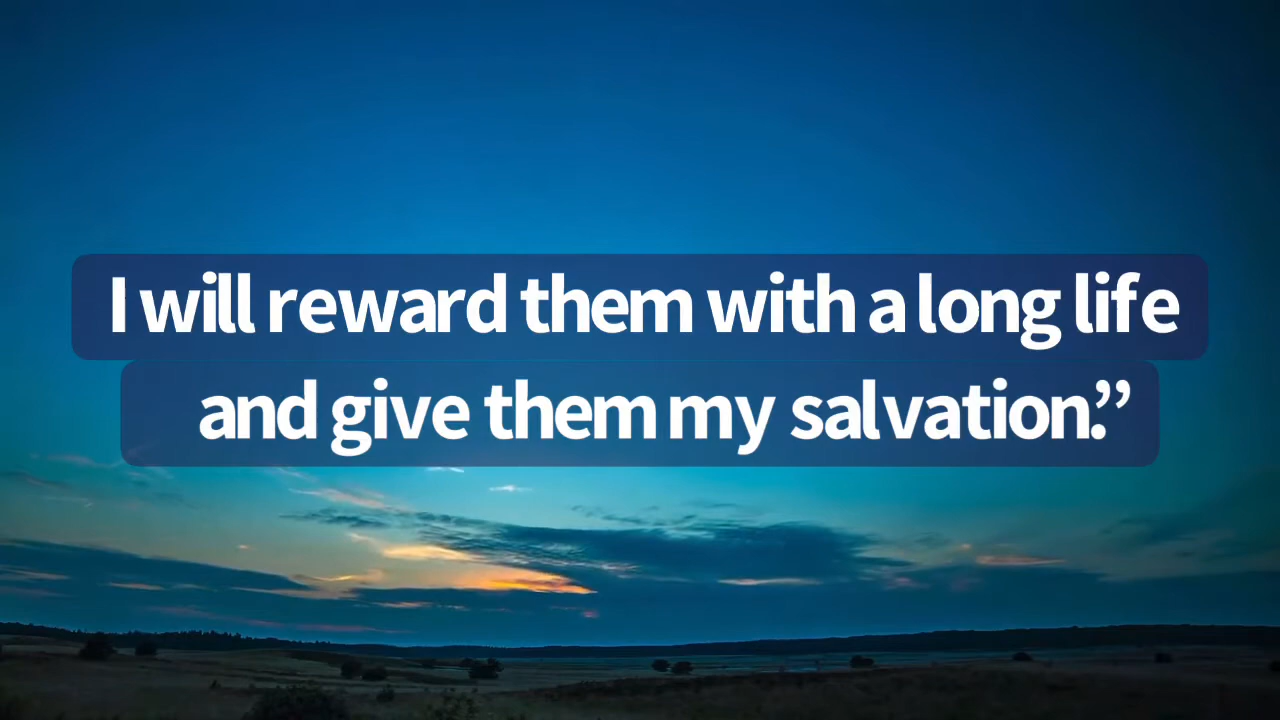 I will reward them with a long life
and give them my salvation.”